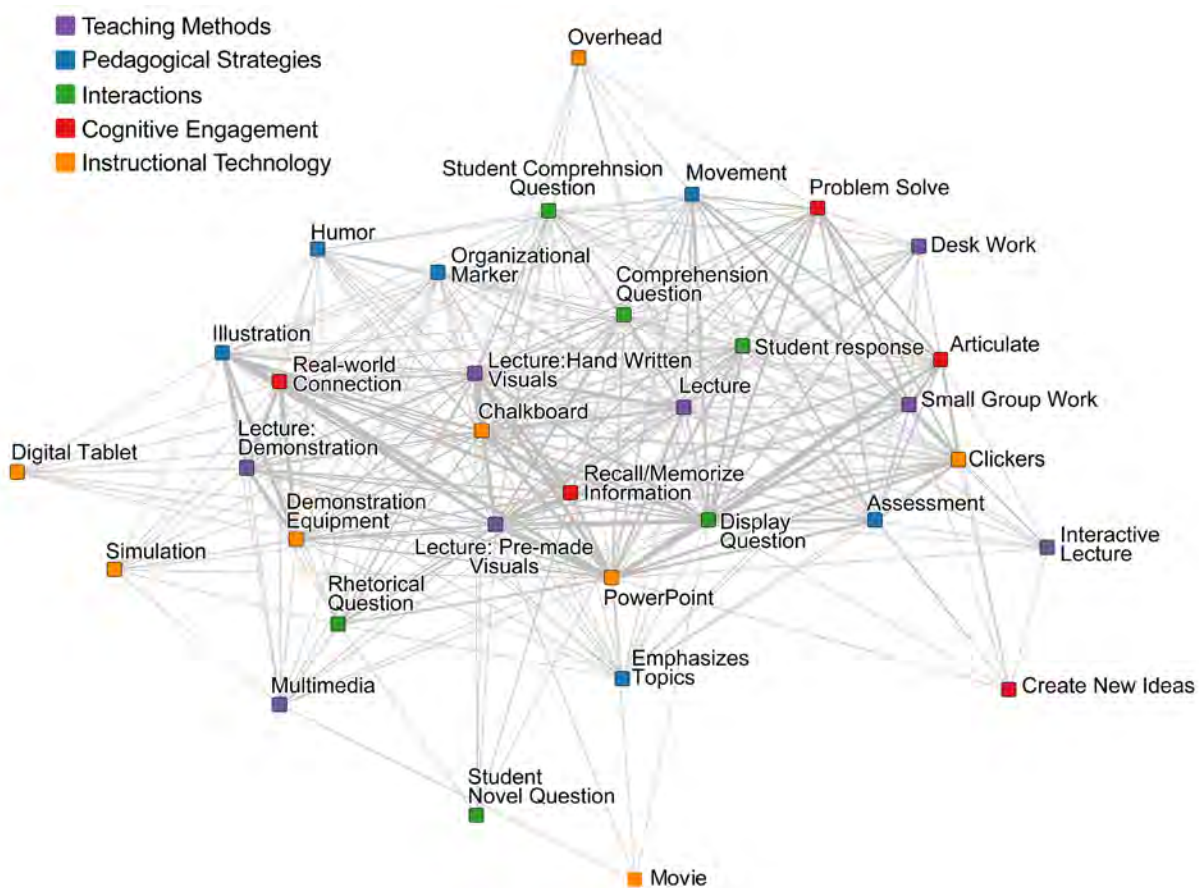 Teaching Methods
Pedagogical Strategies
Interactions
Cognitive Engagement
Instructional Technology
Overhead
Student Comprehnsion
Question
Movement
Problem Solve
Humor
Organizational
Marker
Desk Work
Comprehension
Question
Illustration
Real-world
Connection
Lecture:Hand Written
Visuals
Student response
Articulate
Lecture
Small Group Work
Chalkboard
Lecture:
Demonstration
Digital Tablet
Clickers
Recall/Memorize
Information
Demonstration
Equipment
Assessment
Display
Question
Interactive
Lecture
Simulation
Lecture: Pre-made
Visuals
Rhetorical
Question
PowerPoint
Emphasizes
Topics
Multimedia
Create New Ideas
Student
Novel Question
Movie